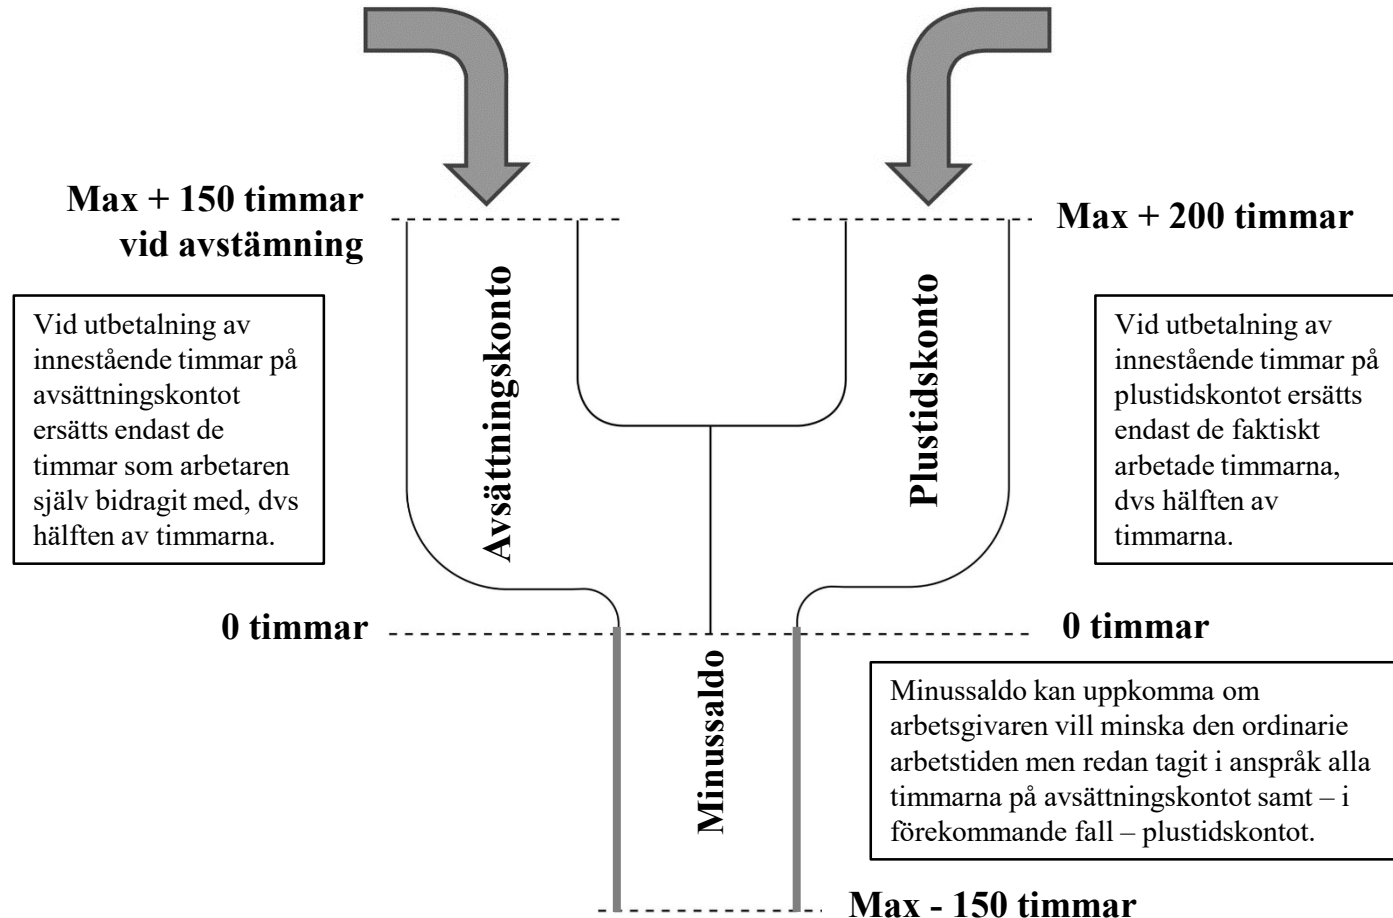 Max + 150 timmar
vid avstämning
Max + 200 timmar
Vid utbetalning av
innestående timmar på
avsättningskontot
ersätts endast de
timmar som arbetaren
själv bidragit med, dvs
hälften av timmarna.
Avsättningskonto
Plustidskonto
Vid utbetalning av
innestående timmar på
plustidskontot ersätts
endast de faktiskt
arbetade timmarna,
dvs hälften av
timmarna.
0 timmar
0 timmar
Minussaldo
Minussaldo kan uppkomma om
arbetsgivaren vill minska den ordinarie
arbetstiden men redan tagit i anspråk alla
timmarna på avsättningskontot samt – i
förekommande fall – plustidskontot.
Max - 150 timmar